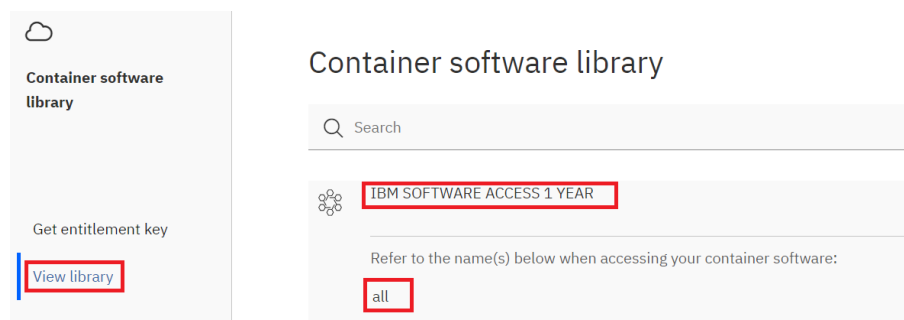 Container software
library
Get entitlement key
View library
Container software library
Search
IBM SOFTWARE ACCESS 1 YEAR
Refer to the name(s) below when accessing your container software:
all